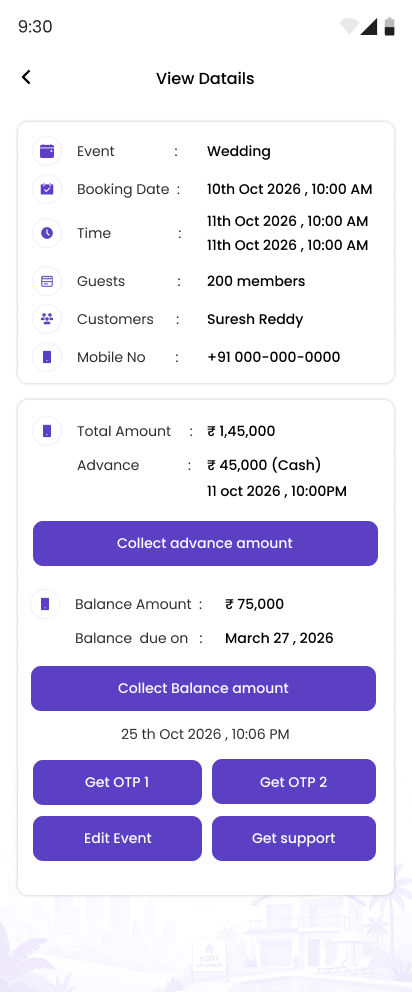 9:30
View Datails
Event : Wedding
Booking Date : 10th Oct 2026 , 10:00 AM
Time : 11th Oct 2026 , 10:00 AM
11th Oct 2026 , 10:00 AM
Guests : 200 members
Customers : Suresh Reddy
Mobile No : +91 000-000-0000
Total Amount : ₹ 1,45,000
Advance : ₹ 45,000 (Cash)
11 oct 2026 , 10:00PM
Collect advance amount
Balance Amount : ₹ 75,000
Balance due on : March 27 , 2026
Collect Balance amount
25 th Oct 2026 , 10:06 PM
Get OTP 1
Get OTP 2
Edit Event
Get support
HOST